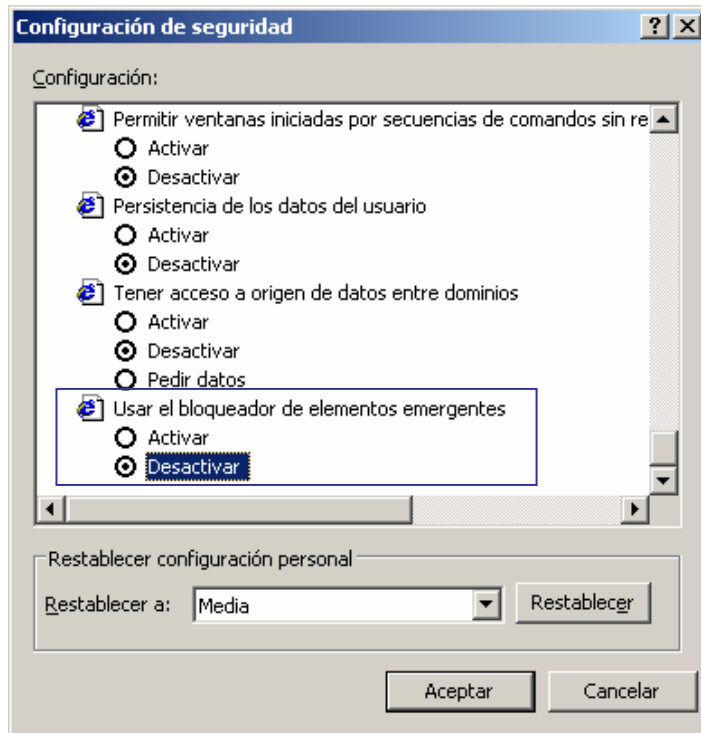 Configuración de seguridad
Configuración:
Permitir ventanas iniciadas por secuencias de comandos sin re
Activar
Desactivar
Persistencia de los datos del usuario
Activar
Desactivar
Tener acceso a origen de datos entre dominios
Activar
Desactivar
Pedir datos
Usar el bloqueador de elementos emergentes
Activar
Desactivar
Restablecer configuración personal
Restablecer a: Media Restablecer
Aceptar Cancelar